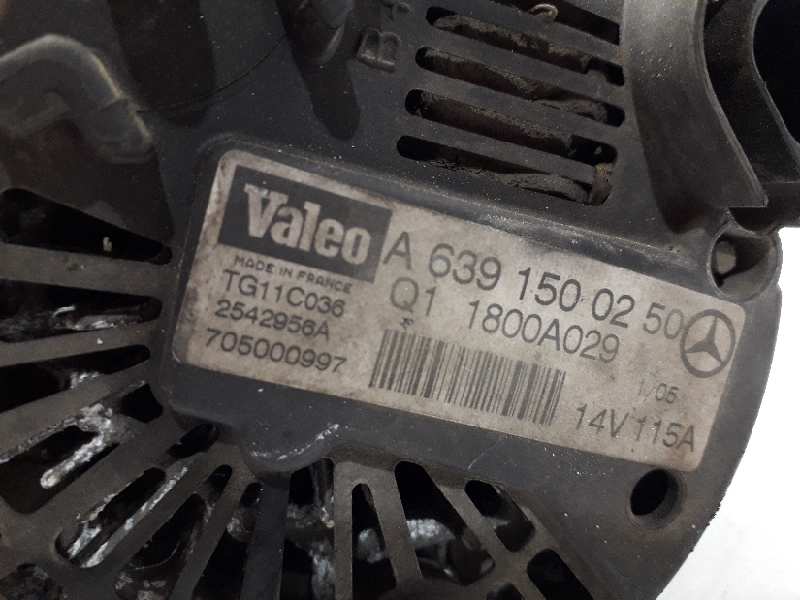 Valeo
MADE IN FRANCE
TG11C036
2542956A
705000997
A 639 150 02 50
Q1 1800A029
1/05
14V 115A